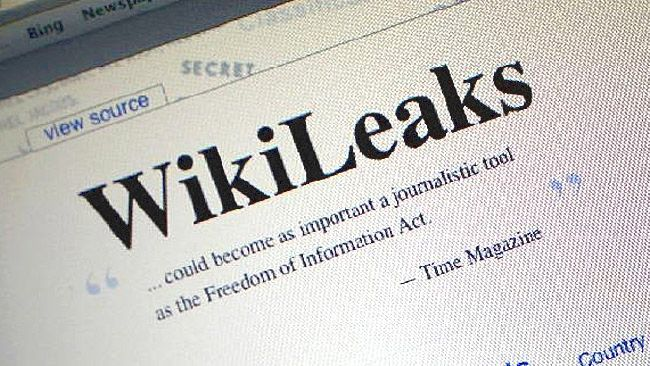 Bing
SECRET
view source
WikiLeaks
...could become as important a journalistic tool
as the Freedom of Information Act.
— Time Magazine
Country